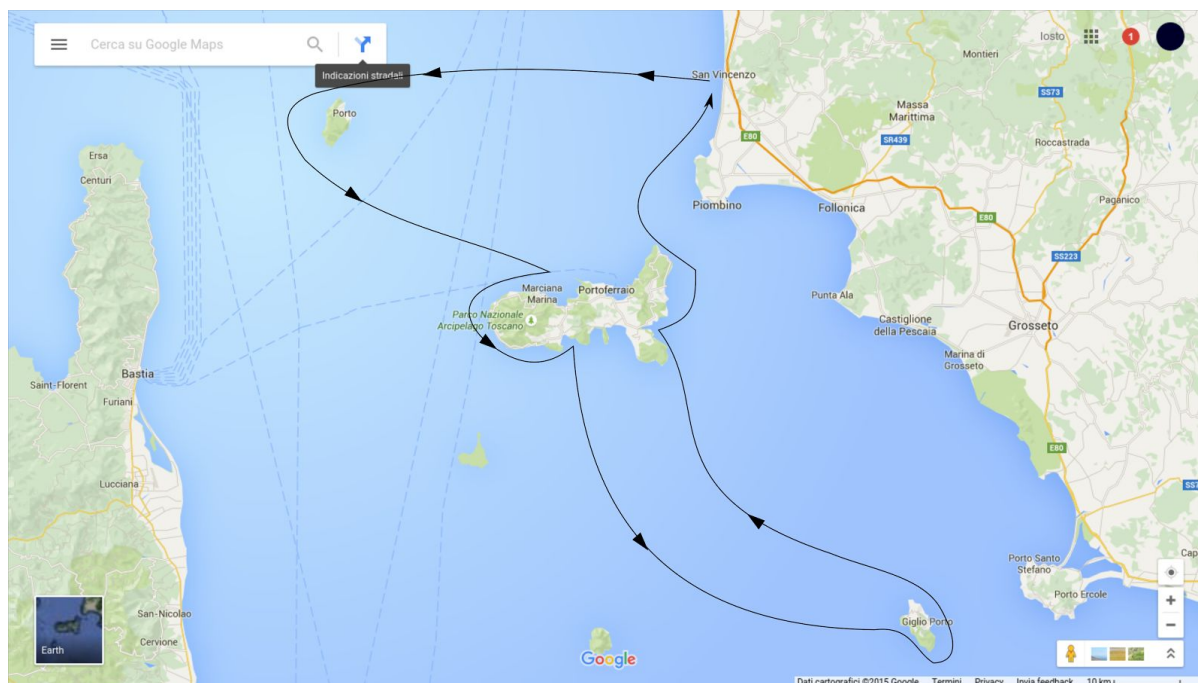 Cerca su Google Maps
Indicazioni stradali
Iosto
1
San Vincenzo
Montieri
SS73
Massa
Marittima
SR439
Roccastrada
E80
Porto
Ersa
Centuri
Piombino
Follonica
E80
Paganico
SS223
Marciana
Marina
Portoferraio
Punta Ala
Parco Nazionale
Arcipelago Toscano
Castiglione
della Pescaia
Grosseto
Marina di
Grosseto
Bastia
Saint-Florent
Furiani
E80
Lucciana
SS7
Porto Santo
Stefano
Cap
Porto Ercole
San-Nicolao
Giglio Porto
Cervione
Earth
Google
Dati cartografici ©2015 Google Termini Privacy Invia feedback 10 km